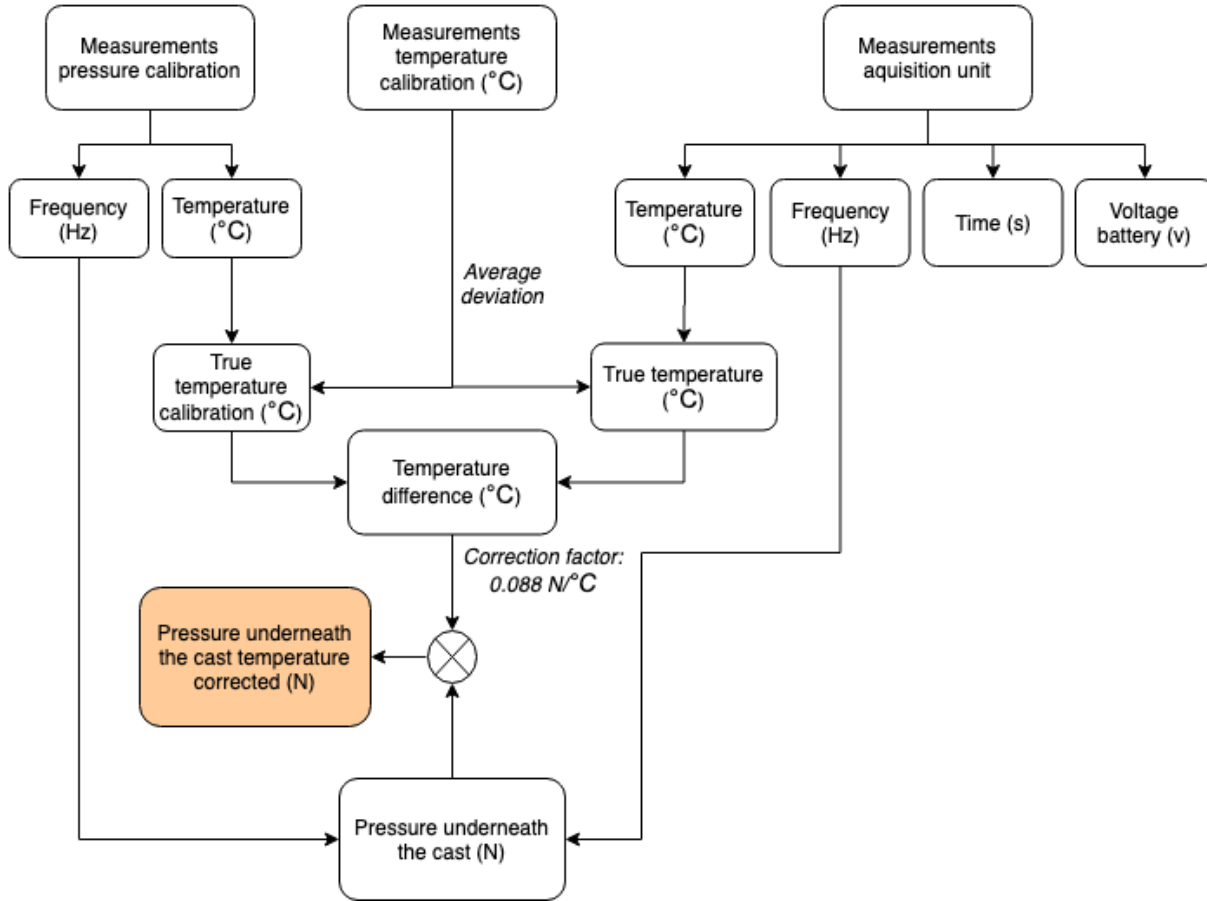 Measurements
pressure calibration
Measurements
temperature
calibration (°C)
Measurements
aquisition unit
Frequency
(Hz)
Temperature
(°C)
Temperature
(°C)
Frequency
(Hz)
Time (s)
Voltage
battery (v)
Average
deviation
True
temperature
calibration (°C)
True temperature
(°C)
Temperature
difference (°C)
Correction factor:
0.088 N/°C
Pressure underneath
the cast temperature
corrected (N)
Pressure underneath
the cast (N)